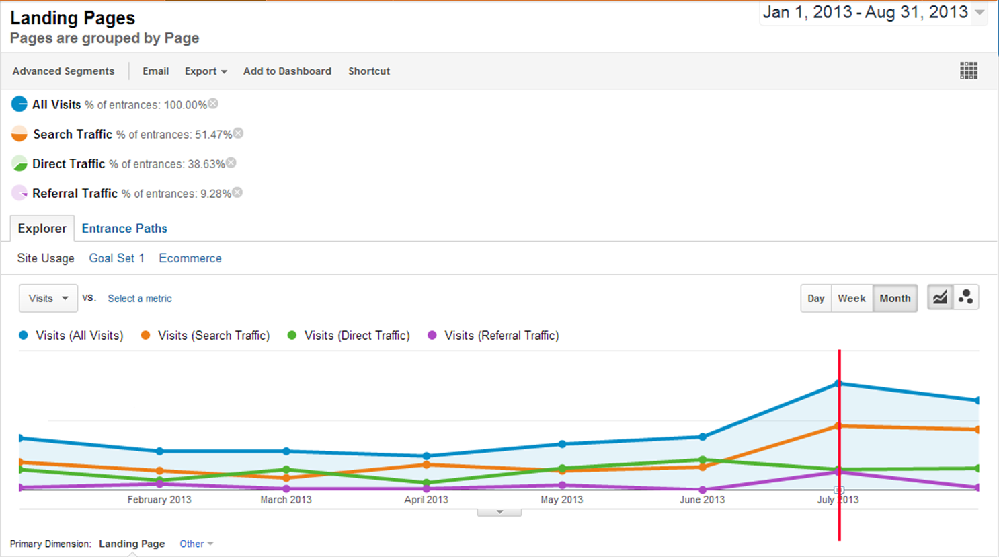 Landing Pages
Jan 1, 2013 - Aug 31, 2013
Pages are grouped by Page
Advanced Segments Email Export Add to Dashboard Shortcut
All Visits % of entrances: 100.00%
Search Traffic % of entrances: 51.47%
Direct Traffic % of entrances: 38.63%
Referral Traffic % of entrances: 9.28%
Explorer Entrance Paths
Site Usage Goal Set 1 Ecommerce
Visits vs. Select a metric Day Week Month
Visits (All Visits) Visits (Search Traffic) Visits (Direct Traffic) Visits (Referral Traffic)
February 2013 March 2013 April 2013 May 2013 June 2013 July 2013
Primary Dimension: Landing Page Other